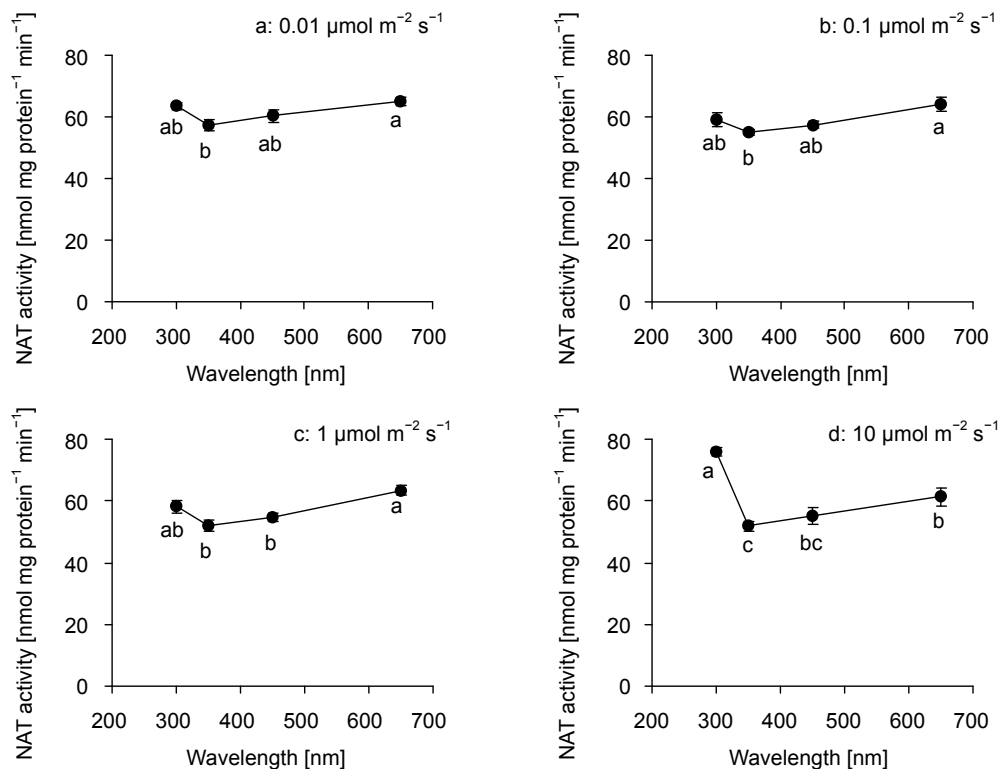 a: 0.01 µmol m⁻² s⁻¹
NAT activity [nmol mg protein⁻¹ min⁻¹]
80
60
40
20
0
ab
b
ab
a
200 300 400 500 600 700
Wavelength [nm]
b: 0.1 µmol m⁻² s⁻¹
NAT activity [nmol mg protein⁻¹ min⁻¹]
80
60
40
20
0
ab
b
ab
a
200 300 400 500 600 700
Wavelength [nm]
c: 1 µmol m⁻² s⁻¹
NAT activity [nmol mg protein⁻¹ min⁻¹]
80
60
40
20
0
ab
b
b
a
200 300 400 500 600 700
Wavelength [nm]
d: 10 µmol m⁻² s⁻¹
NAT activity [nmol mg protein⁻¹ min⁻¹]
80
60
40
20
0
a
c
bc
b
200 300 400 500 600 700
Wavelength [nm]